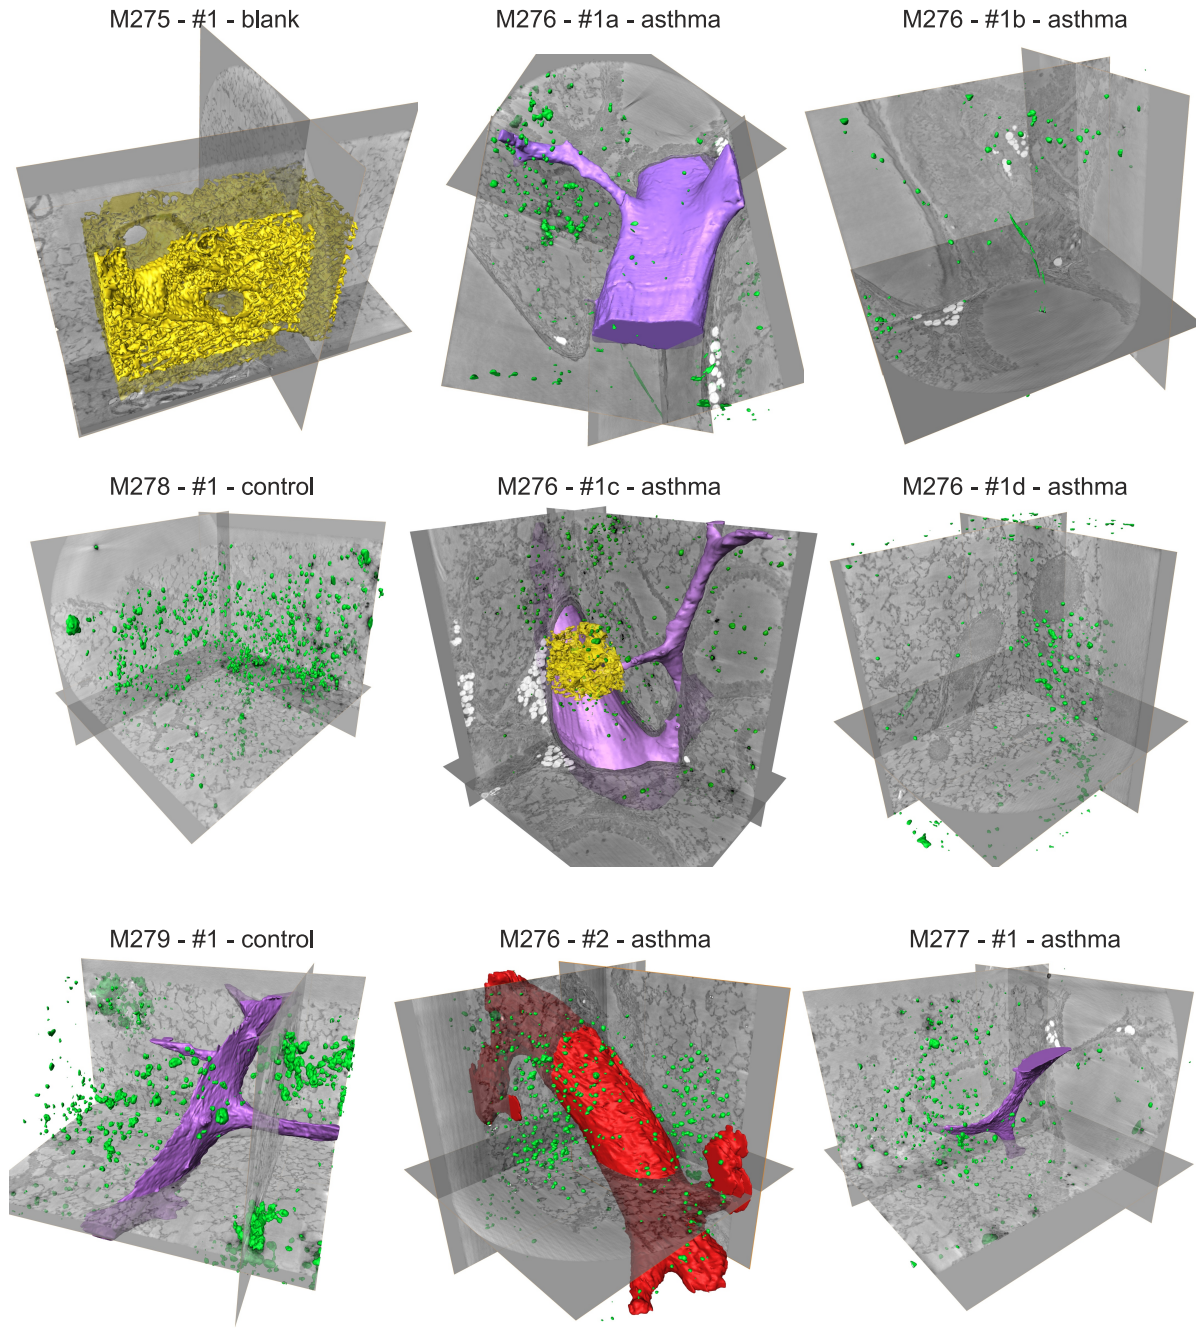 M275 - #1 - blank
M276 - #1a - asthma
M276 - #1b - asthma
M278 - #1 - control
M276 - #1c - asthma
M276 - #1d - asthma
M279 - #1 - control
M276 - #2 - asthma
M277 - #1 - asthma